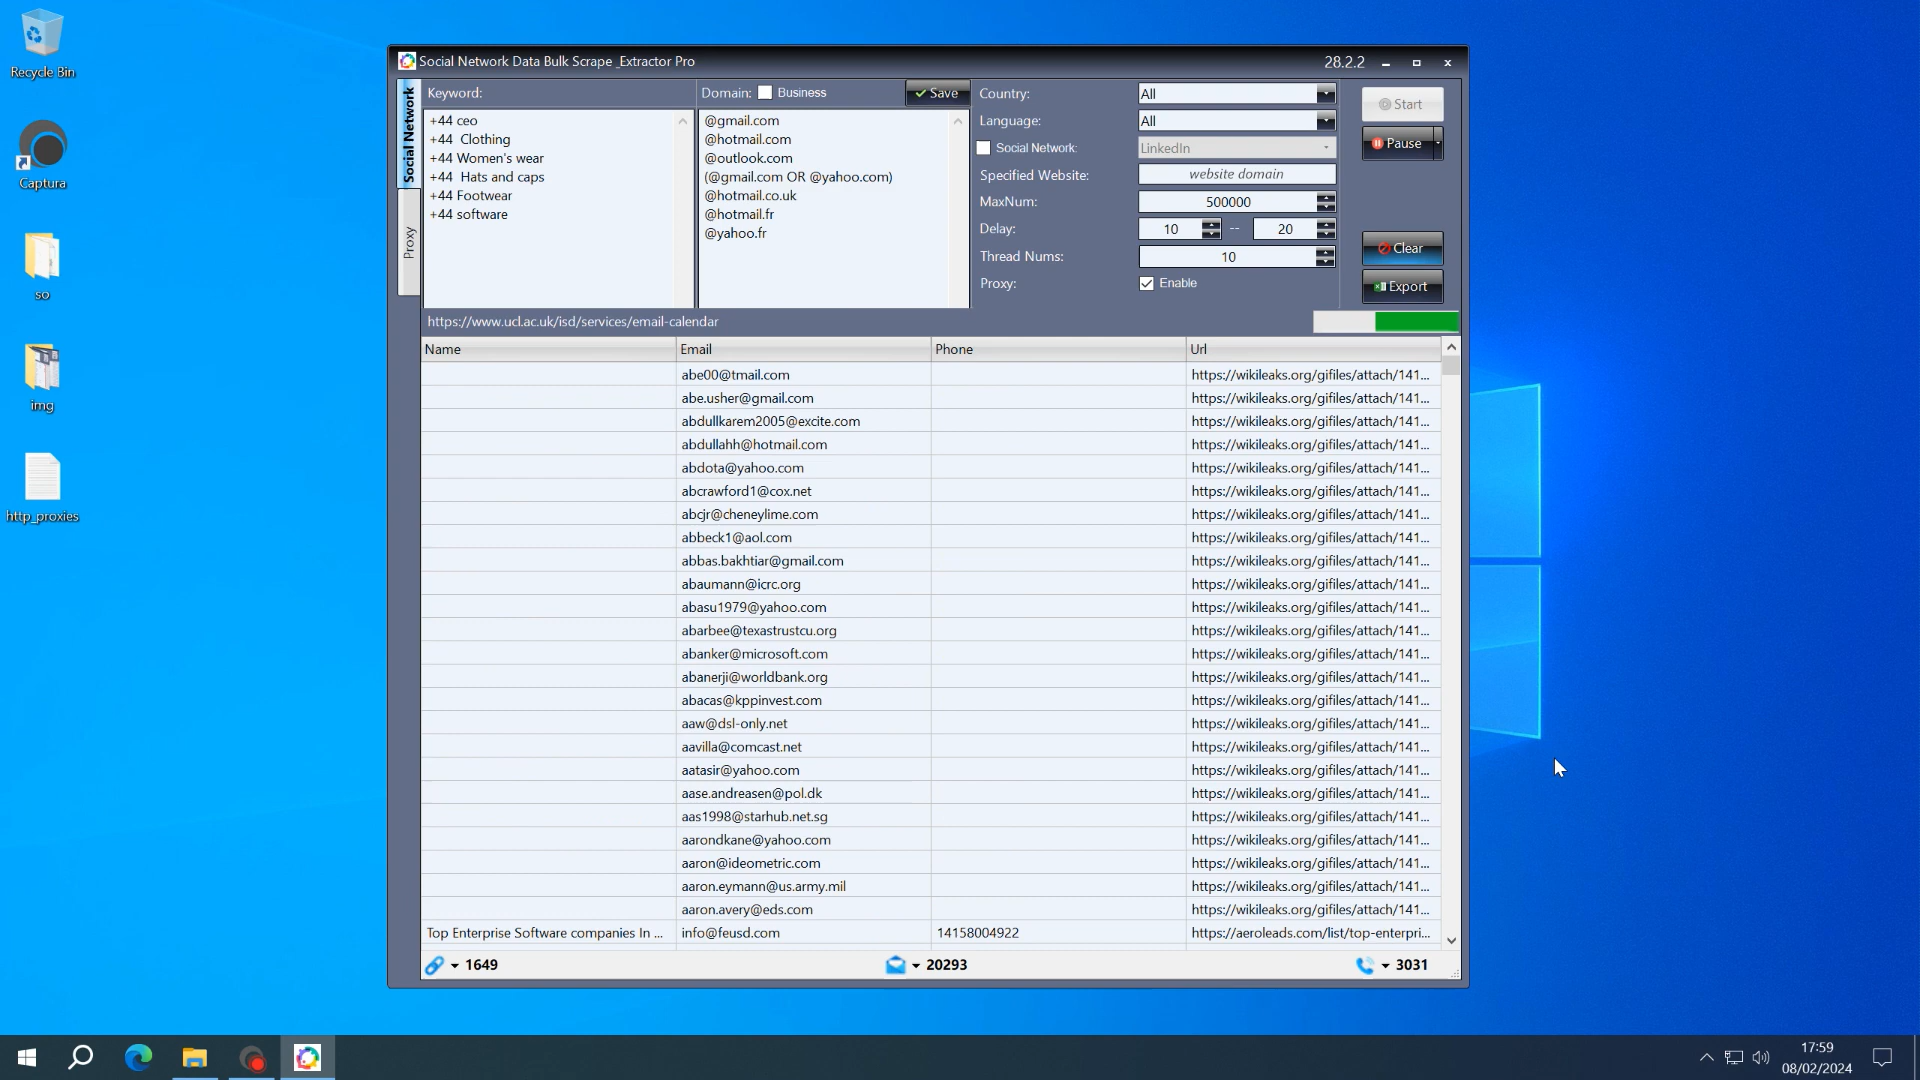 Recycle Bin
Captura
so
img
http_proxies
Social Network Data Bulk Scrape _Extractor Pro
28.2.2
Social Network
Proxy
Keyword:
+44 ceo
+44  Clothing
+44 Women's wear
+44  Hats and caps
+44 Footwear
+44 software
Domain: Business
Save
@gmail.com
@hotmail.com
@outlook.com
(@gmail.com OR @yahoo.com)
@hotmail.co.uk
@hotmail.fr
@yahoo.fr
Country: All
Language: All
Social Network: LinkedIn
Specified Website: website domain
MaxNum: 500000
Delay: 10 -- 20
Thread Nums: 10
Proxy: Enable
Start
Pause
Clear
Export
https://www.ucl.ac.uk/isd/services/email-calendar
Name Email Phone Url
abe00@tmail.com https://wikileaks.org/gifiles/attach/141...
abe.usher@gmail.com https://wikileaks.org/gifiles/attach/141...
abdullkarem2005@excite.com https://wikileaks.org/gifiles/attach/141...
abdullahh@hotmail.com https://wikileaks.org/gifiles/attach/141...
abdota@yahoo.com https://wikileaks.org/gifiles/attach/141...
abcrawford1@cox.net https://wikileaks.org/gifiles/attach/141...
abcjr@cheneylime.com https://wikileaks.org/gifiles/attach/141...
abbeck1@aol.com https://wikileaks.org/gifiles/attach/141...
abbas.bakhtiar@gmail.com https://wikileaks.org/gifiles/attach/141...
abaumann@icrc.org https://wikileaks.org/gifiles/attach/141...
abasu1979@yahoo.com https://wikileaks.org/gifiles/attach/141...
abarbee@texastrustcu.org https://wikileaks.org/gifiles/attach/141...
abanker@microsoft.com https://wikileaks.org/gifiles/attach/141...
abanerji@worldbank.org https://wikileaks.org/gifiles/attach/141...
abacas@kppinvest.com https://wikileaks.org/gifiles/attach/141...
aaw@dsl-only.net https://wikileaks.org/gifiles/attach/141...
aavilla@comcast.net https://wikileaks.org/gifiles/attach/141...
aatasir@yahoo.com https://wikileaks.org/gifiles/attach/141...
aase.andreasen@pol.dk https://wikileaks.org/gifiles/attach/141...
aas1998@starhub.net.sg https://wikileaks.org/gifiles/attach/141...
aarondkane@yahoo.com https://wikileaks.org/gifiles/attach/141...
aaron@ideometric.com https://wikileaks.org/gifiles/attach/141...
aaron.eymann@us.army.mil https://wikileaks.org/gifiles/attach/141...
aaron.avery@eds.com https://wikileaks.org/gifiles/attach/141...
Top Enterprise Software companies In ... info@feusd.com 14158004922 https://aeroleads.com/list/top-enterpri...
1649 20293 3031
17:59
08/02/2024